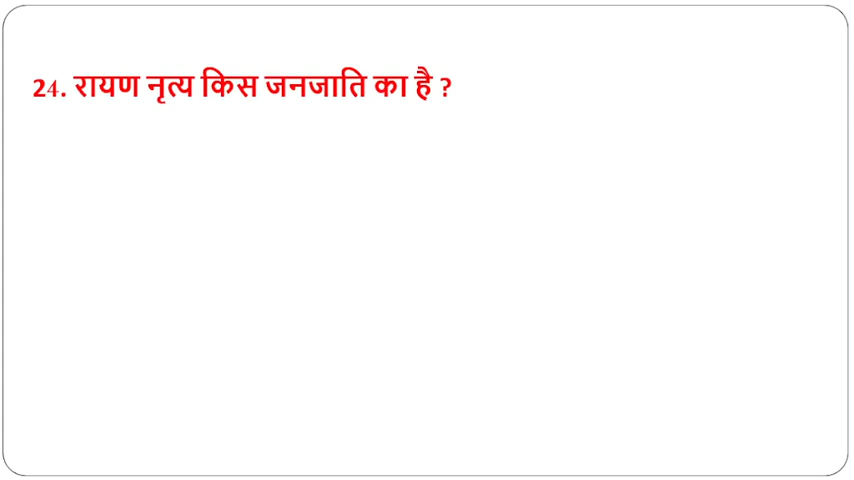 24. रायण नृत्य किस जनजाति का है ?